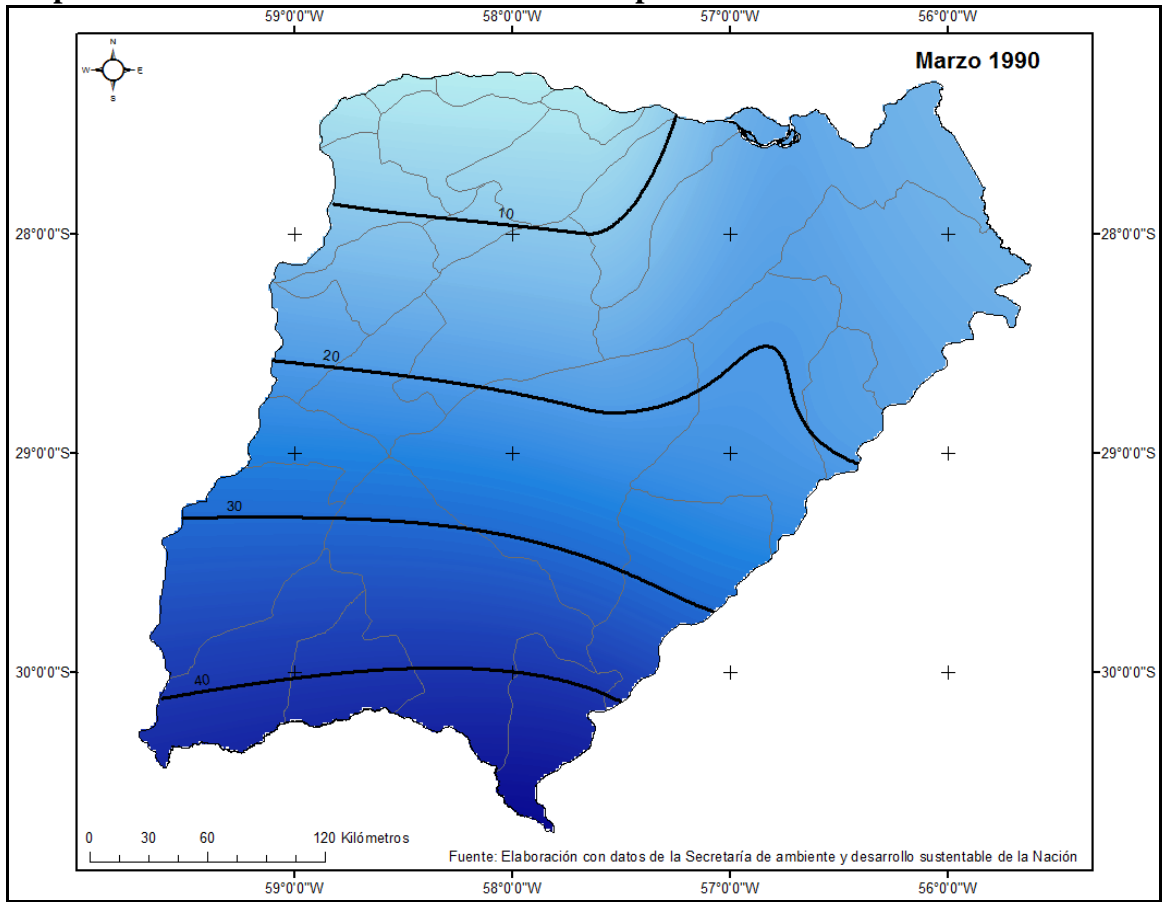 59°0'0"W 58°0'0"W 57°0'0"W 56°0'0"W
Marzo 1990
N
W E
S
10
28°0'0"S 28°0'0"S
20
29°0'0"S 29°0'0"S
30
30°0'0"S 30°0'0"S
40
0 30 60 120 Kilómetros
Fuente: Elaboración con datos de la Secretaría de ambiente y desarrollo sustentable de la Nación
59°0'0"W 58°0'0"W 57°0'0"W 56°0'0"W